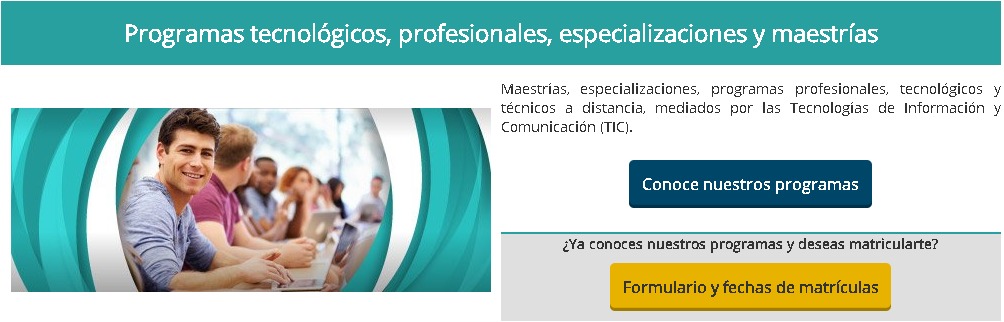 Programas tecnológicos, profesionales, especializaciones y maestrías
Maestrías, especializaciones, programas profesionales, tecnológicos y
técnicos a distancia, mediados por las Tecnologías de Información y
Comunicación (TIC).
Conoce nuestros programas
¿Ya conoces nuestros programas y deseas matricularte?
Formulario y fechas de matrículas